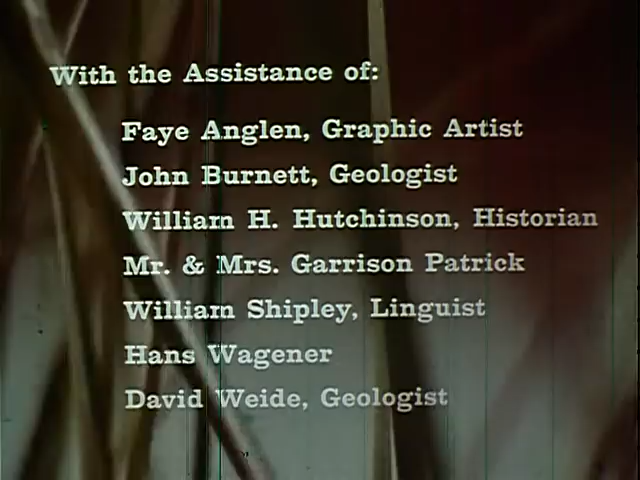 With the Assistance of:
Faye Anglen, Graphic Artist
John Burnett, Geologist
William H. Hutchinson, Historian
Mr. & Mrs. Garrison Patrick
William Shipley, Linguist
Hans Wagener
David Weide, Geologist